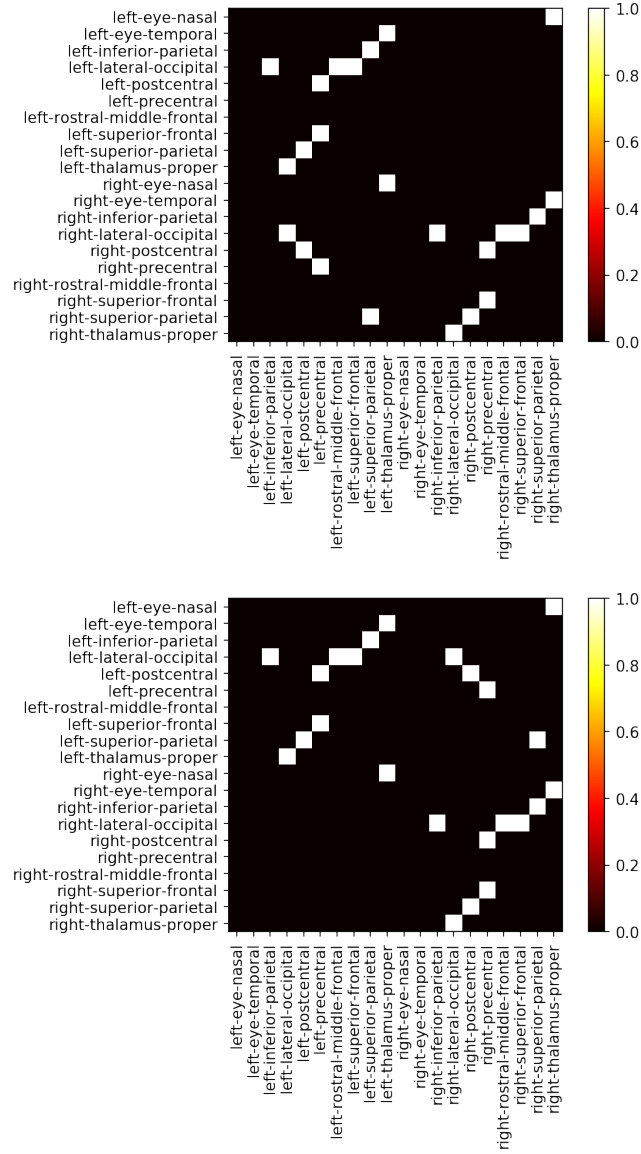 left-eye-nasal
left-eye-temporal
left-inferior-parietal
left-lateral-occipital
left-postcentral
left-precentral
left-rostral-middle-frontal
left-superior-frontal
left-superior-parietal
left-thalamus-proper
right-eye-nasal
right-eye-temporal
right-inferior-parietal
right-lateral-occipital
right-postcentral
right-precentral
right-rostral-middle-frontal
right-superior-frontal
right-superior-parietal
right-thalamus-proper
left-eye-nasal
left-eye-temporal
left-inferior-parietal
left-lateral-occipital
left-postcentral
left-precentral
left-rostral-middle-frontal
left-superior-frontal
left-superior-parietal
left-thalamus-proper
right-eye-nasal
right-eye-temporal
right-inferior-parietal
right-lateral-occipital
right-postcentral
right-precentral
right-rostral-middle-frontal
right-superior-frontal
right-superior-parietal
right-thalamus-proper
1.0
0.8
0.6
0.4
0.2
0.0
left-eye-nasal
left-eye-temporal
left-inferior-parietal
left-lateral-occipital
left-postcentral
left-precentral
left-rostral-middle-frontal
left-superior-frontal
left-superior-parietal
left-thalamus-proper
right-eye-nasal
right-eye-temporal
right-inferior-parietal
right-lateral-occipital
right-postcentral
right-precentral
right-rostral-middle-frontal
right-superior-frontal
right-superior-parietal
right-thalamus-proper
left-eye-nasal
left-eye-temporal
left-inferior-parietal
left-lateral-occipital
left-postcentral
left-precentral
left-rostral-middle-frontal
left-superior-frontal
left-superior-parietal
left-thalamus-proper
right-eye-nasal
right-eye-temporal
right-inferior-parietal
right-lateral-occipital
right-postcentral
right-precentral
right-rostral-middle-frontal
right-superior-frontal
right-superior-parietal
right-thalamus-proper
1.0
0.8
0.6
0.4
0.2
0.0